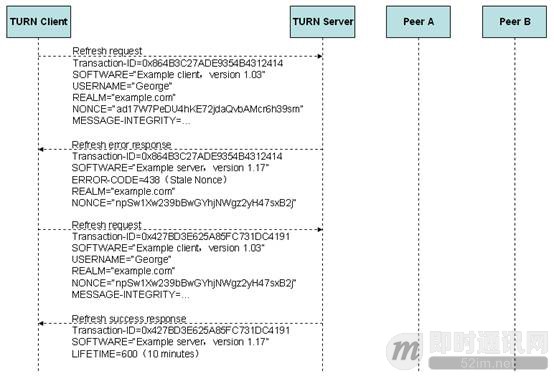 TURN Client
TURN Server
Peer A
Peer B
Refresh request
Transaction-ID=0x864B3C27ADE9354B4312414
SOFTWARE="Example client，version 1.03"
USERNAME="George"
REALM="example.com"
NONCE="ad17W7PeDU4hKE72jdaQvbAMcr6h39sm"
MESSAGE-INTEGRITY=...
Refresh error response
Transaction-ID=0x864B3C27ADE9354B4312414
SOFTWARE="Example server，version 1.17"
ERROR-CODE=438（Stale Nonce）
REALM="example.com"
NONCE="npSw1Xw239bBwGYhjNWgz2yH47sxB2j"
Refresh request
Transaction-ID=0x427BD3E625A85FC731DC4191
SOFTWARE="Example client，version 1.03"
USERNAME="George"
REALM="example.com"
NONCE="npSw1Xw239bBwGYhjNWgz2yH47sxB2j"
MESSAGE-INTEGRITY=...
Refresh success response
Transaction-ID=0x427BD3E625A85FC731DC4191
SOFTWARE="Example server，version 1.17"
LIFETIME=600（10 minutes）
即时通讯网
52im.net